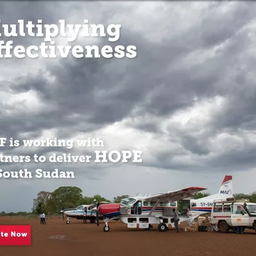 ultiplying
ffectiveness
F is working with
tners to deliver HOPE
South Sudan
te Now